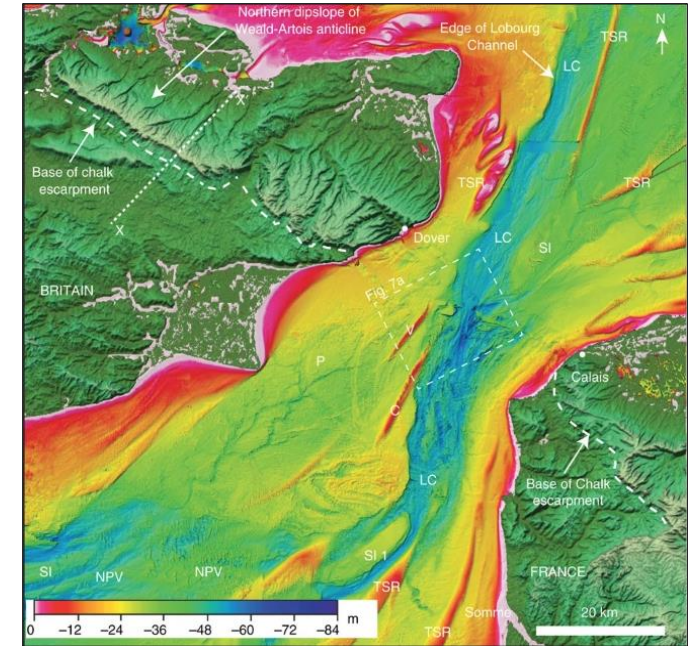 Northern dipslope of
Weald-Artois anticline
Edge of Lobourg
Channel
TSR
N
LC
X
Base of chalk
escarpment
TSR
TSR
X
Dover
LC
SI
BRITAIN
Fig. 7a
V
P
Calais
C
LC
Base of Chalk
escarpment
SI 1
SI
NPV
NPV
TSR
FRANCE
Somme
20 km
TSR
0 –12 –24 –36 –48 –60 –72 –84 m